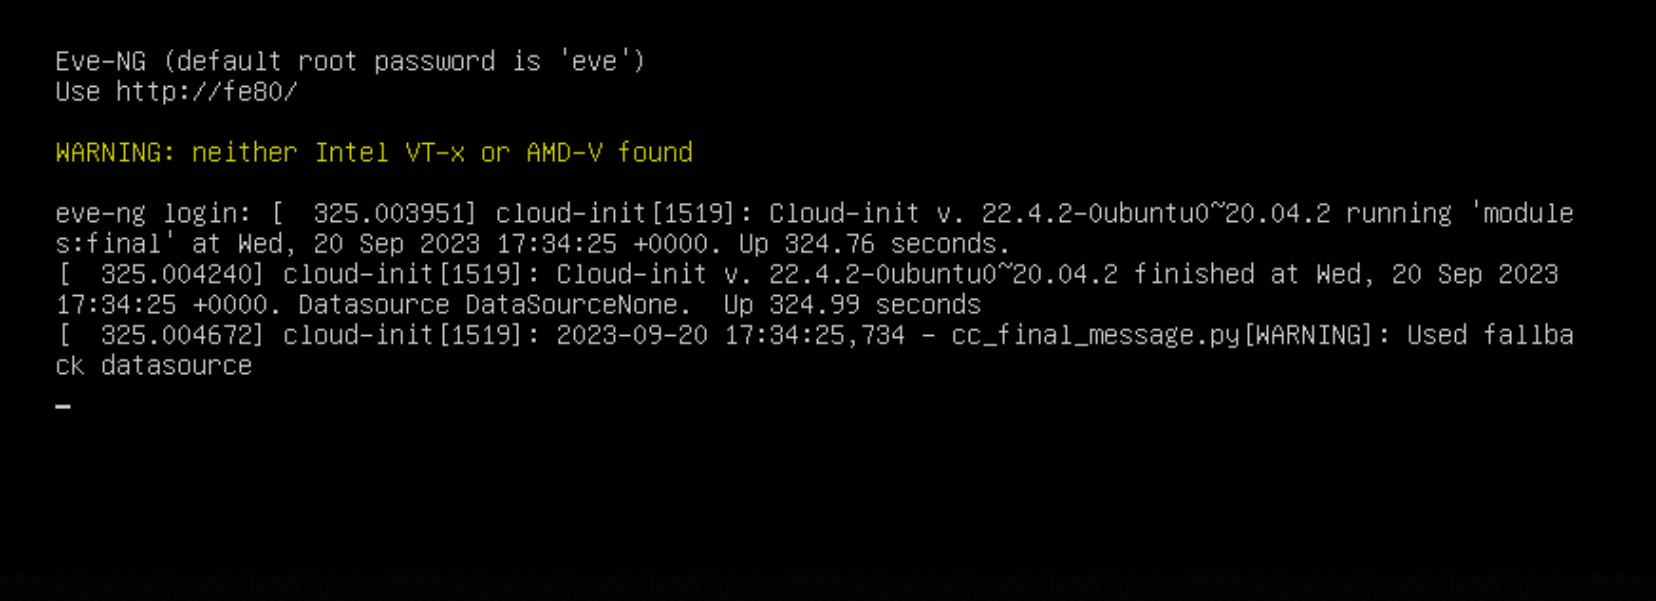 Eve-NG (default root password is 'eve')
Use http://fe80/
WARNING: neither Intel VT-x or AMD-V found
eve-ng login: [  325.003951] cloud-init[1519]: Cloud-init v. 22.4.2-0ubuntu0~20.04.2 running 'module
s:final' at Wed, 20 Sep 2023 17:34:25 +0000. Up 324.76 seconds.
[  325.004240] cloud-init[1519]: Cloud-init v. 22.4.2-0ubuntu0~20.04.2 finished at Wed, 20 Sep 2023
17:34:25 +0000. Datasource DataSourceNone.  Up 324.99 seconds
[  325.004672] cloud-init[1519]: 2023-09-20 17:34:25,734 - cc_final_message.py[WARNING]: Used fallba
ck datasource